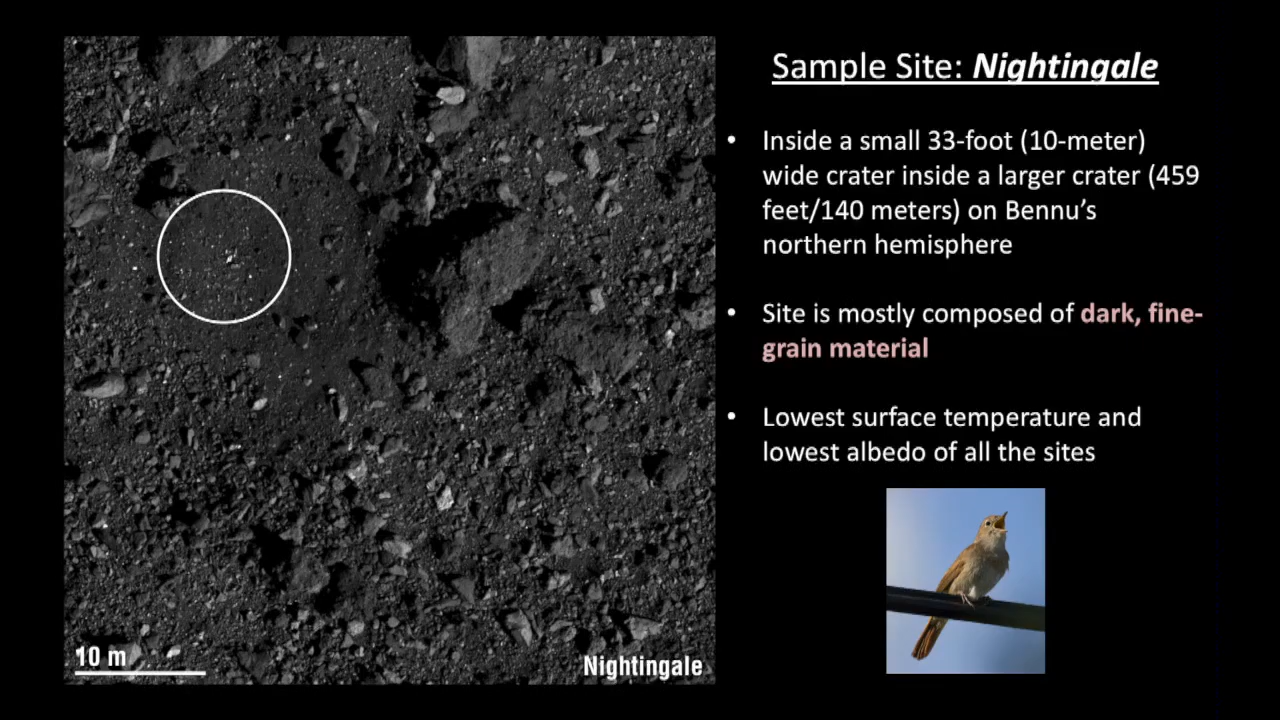 Sample Site: Nightingale
• Inside a small 33-foot (10-meter)
wide crater inside a larger crater (459
feet/140 meters) on Bennu’s
northern hemisphere
• Site is mostly composed of dark, fine-
grain material
• Lowest surface temperature and
lowest albedo of all the sites
10 m
Nightingale